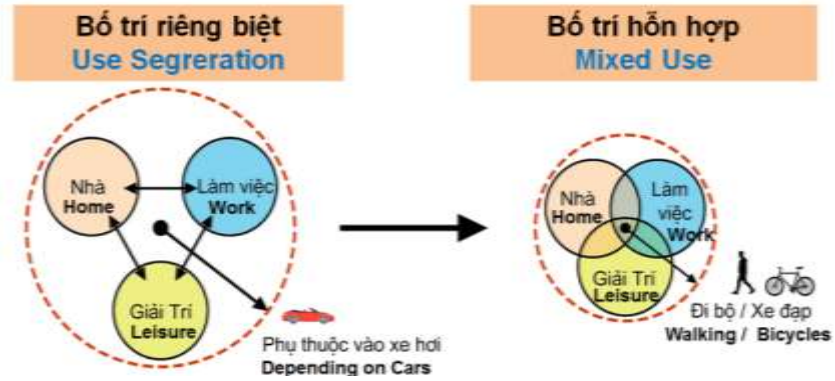 Bố trí riêng biệt
Use Segreration
Bố trí hỗn hợp
Mixed Use
Nhà
Home
Làm việc
Work
Giải Trí
Leisure
Phụ thuộc vào xe hơi
Depending on Cars
Nhà
Home
Làm
việc
Work
Giải Trí
Leisure
Đi bộ / Xe đạp
Walking / Bicycles